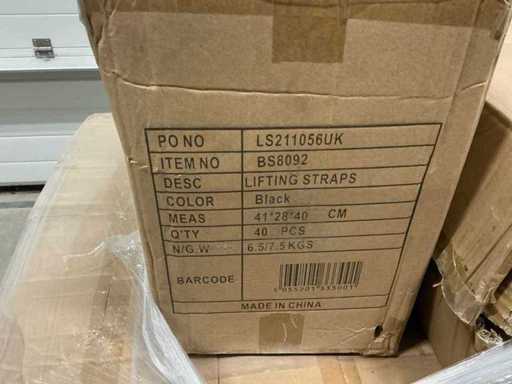 PO NO LS211056UK
ITEM NO BS8092
DESC LIFTING STRAPS
COLOR Black
MEAS 41*28*40 CM
Q'TY 40 PCS
N/G.W 6.5/7.5 KGS
BARCODE
MADE IN CHINA